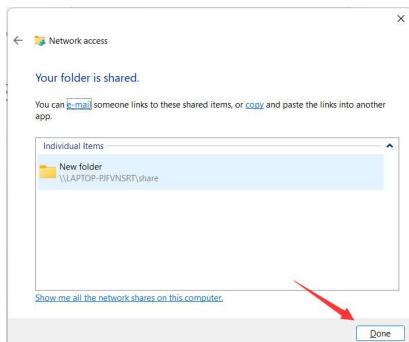 Network access
Your folder is shared.
You can e-mail someone links to these shared items, or copy and paste the links into another
app.
Individual Items
New folder
\\LAPTOP-PJFVNSRT\share
Show me all the network shares on this computer.
Done